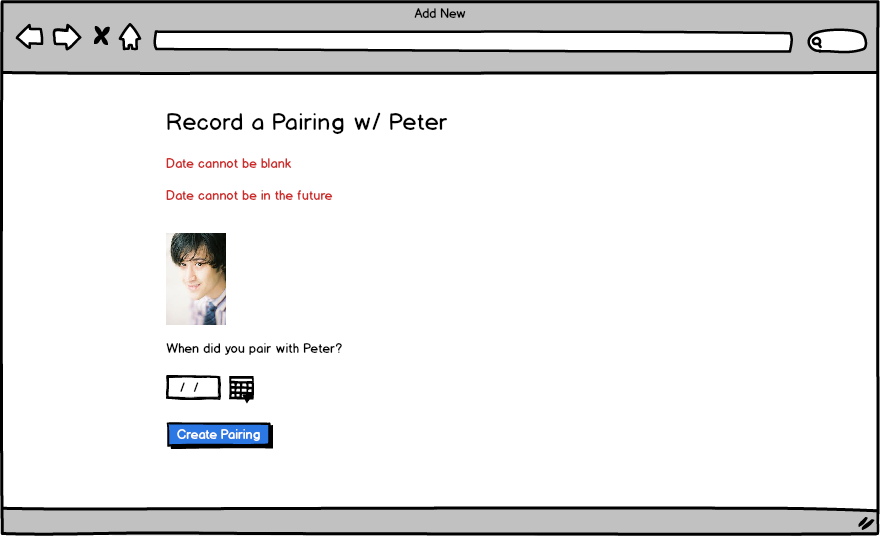 Add New
Record a Pairing w/ Peter
Date cannot be blank
Date cannot be in the future
When did you pair with Peter?
/ /
Create Pairing